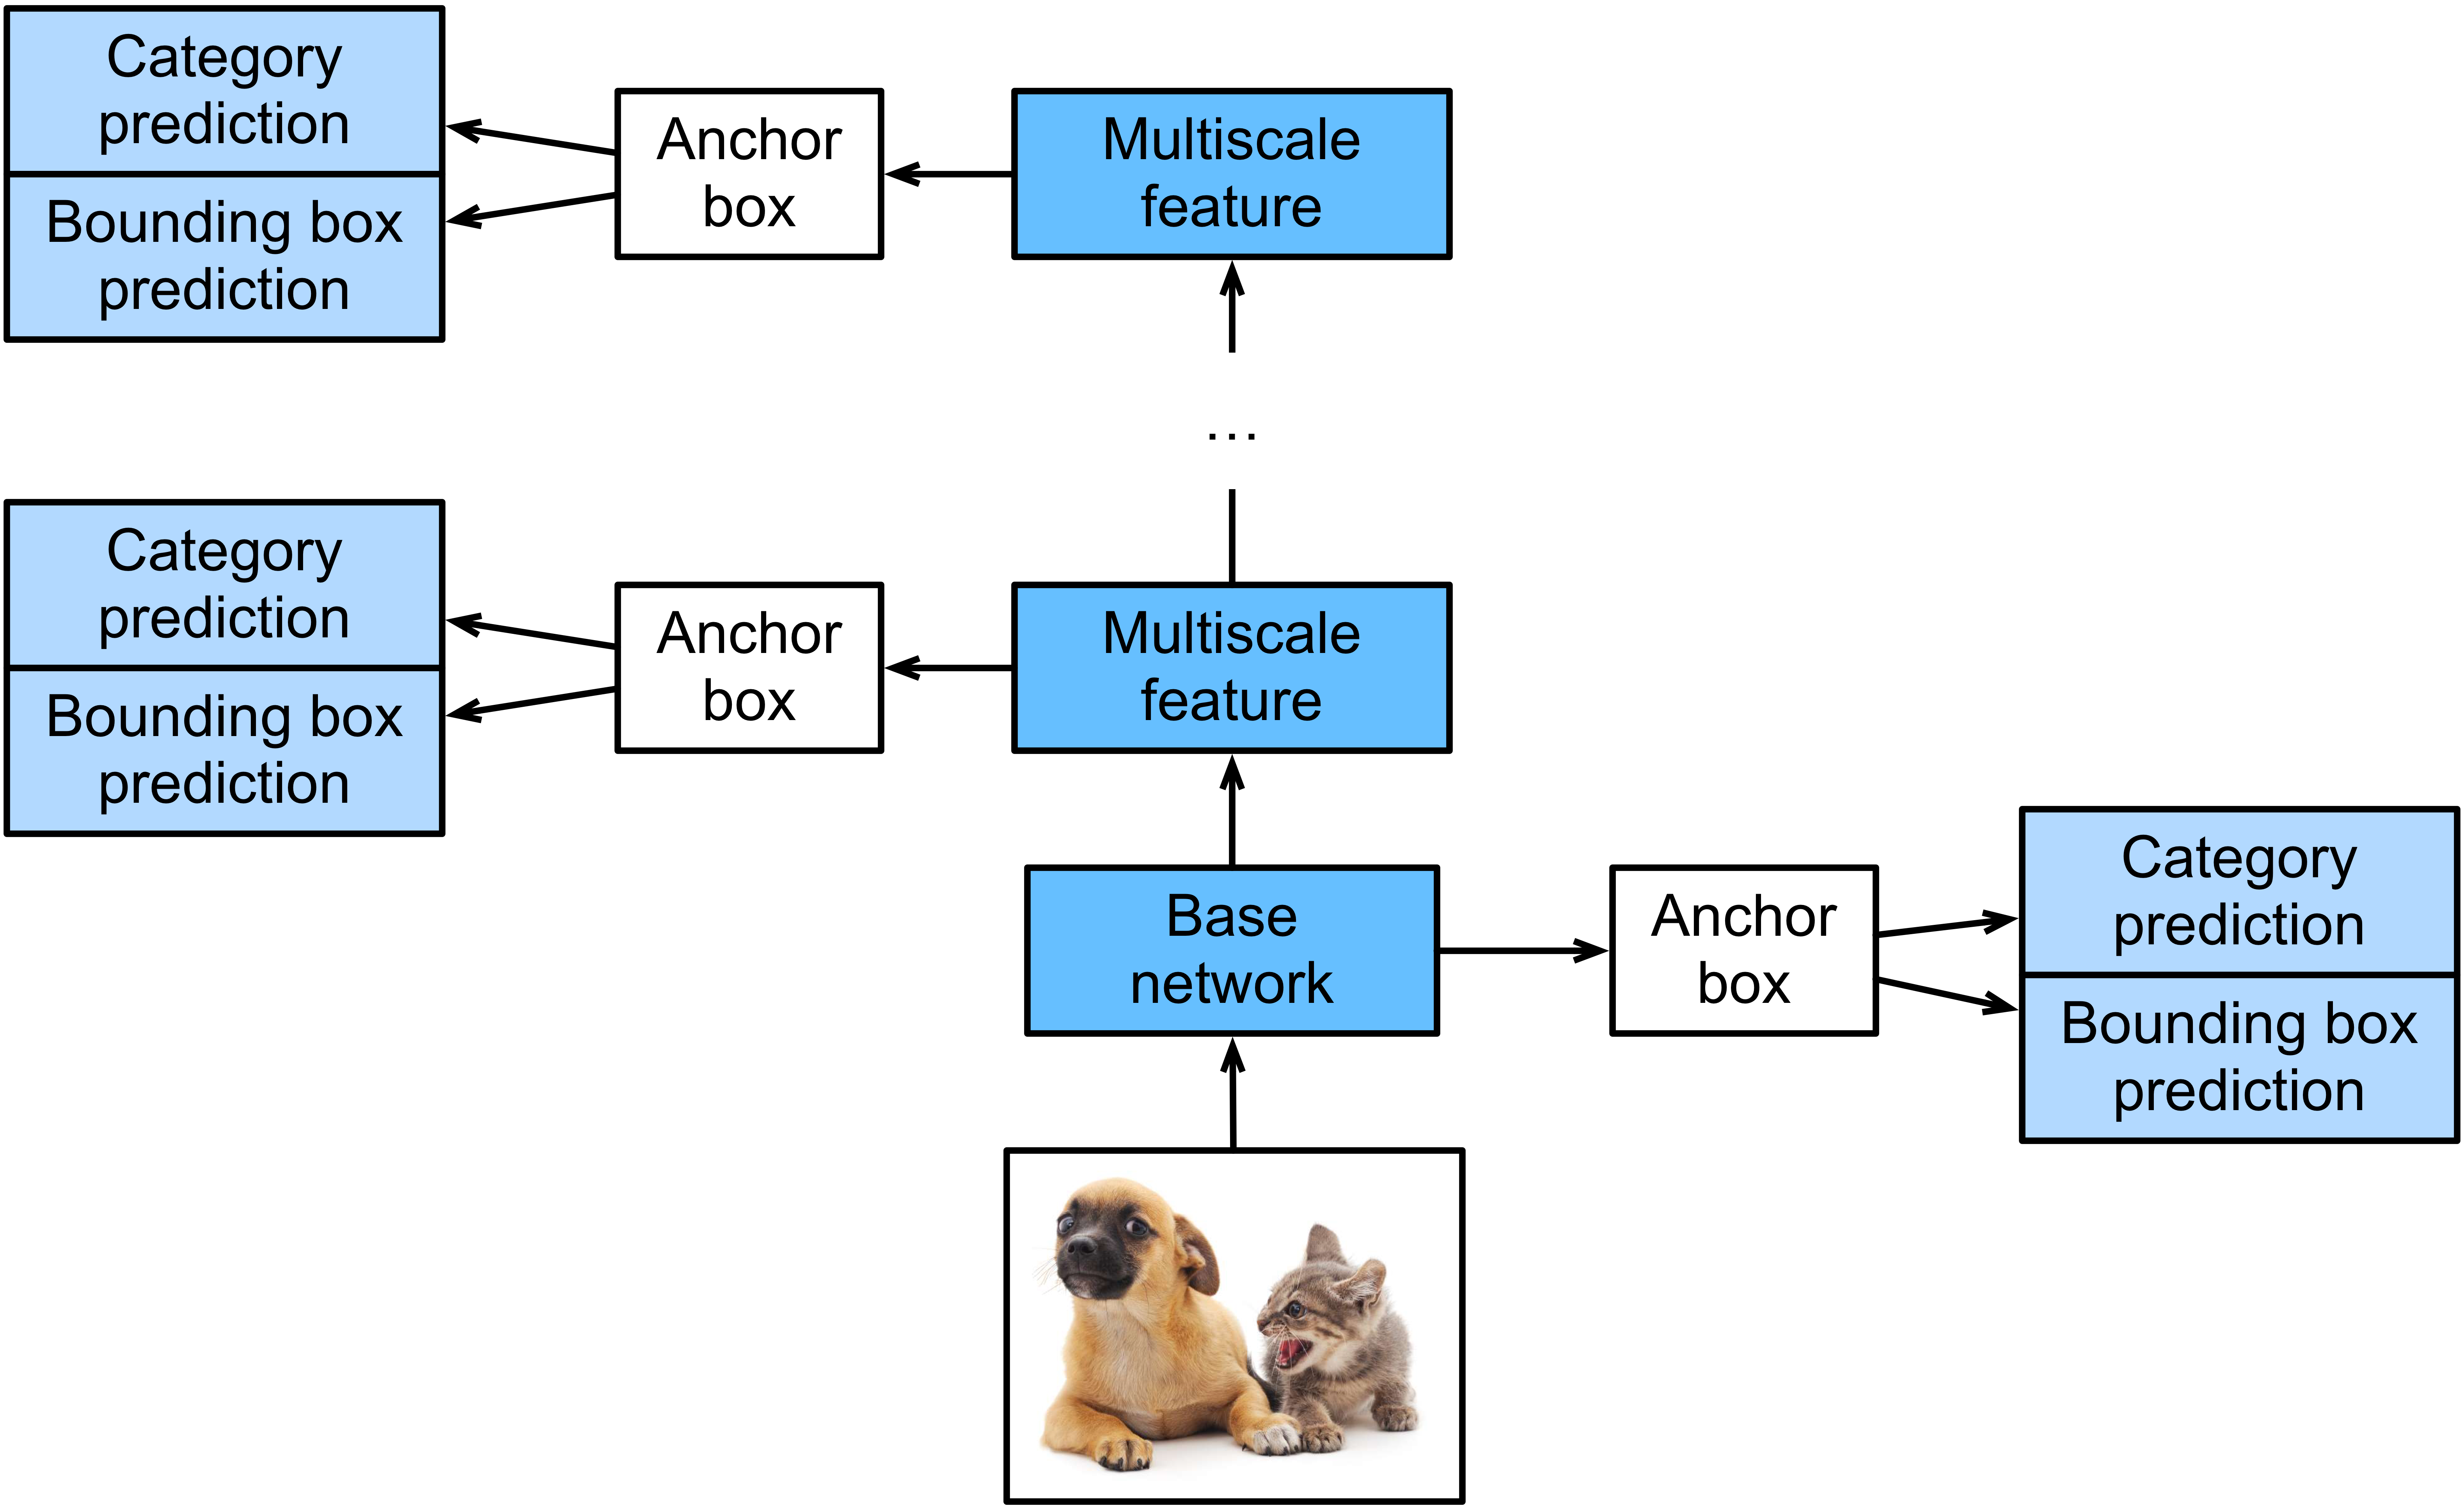 Category
prediction
Bounding box
prediction
Anchor
box
Multiscale
feature
...
Category
prediction
Bounding box
prediction
Anchor
box
Multiscale
feature
Base
network
Anchor
box
Category
prediction
Bounding box
prediction